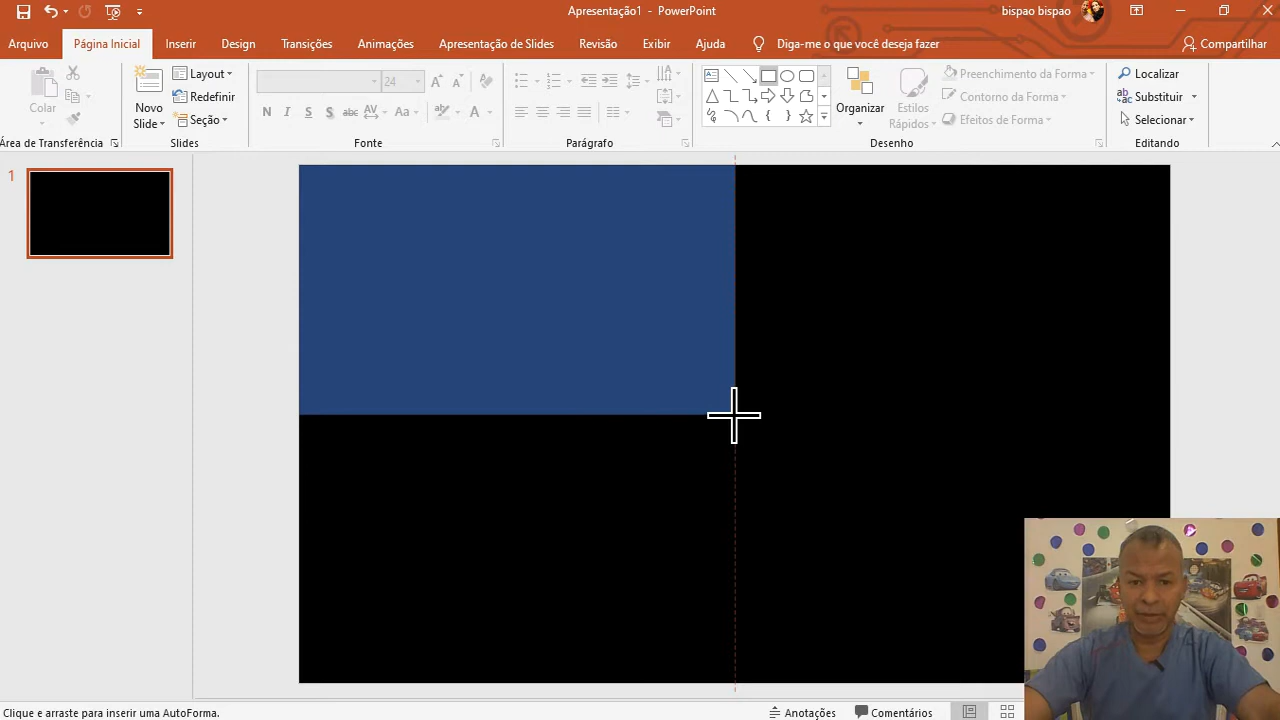 Apresentação1 - PowerPoint
bispao bispao
Arquivo
Página Inicial
Inserir
Design
Transições
Animações
Apresentação de Slides
Revisão
Exibir
Ajuda
Diga-me o que você deseja fazer
Compartilhar
Colar
Novo
Slide
Layout
Redefinir
Seção
24
N I S S abc AV Aa
A
Organizar
Estilos
Rápidos
Preenchimento da Forma
Contorno da Forma
Efeitos de Forma
Localizar
Substituir
Selecionar
Área de Transferência
Slides
Fonte
Parágrafo
Desenho
Editando
1
Clique e arraste para inserir uma AutoForma.
Anotações
Comentários